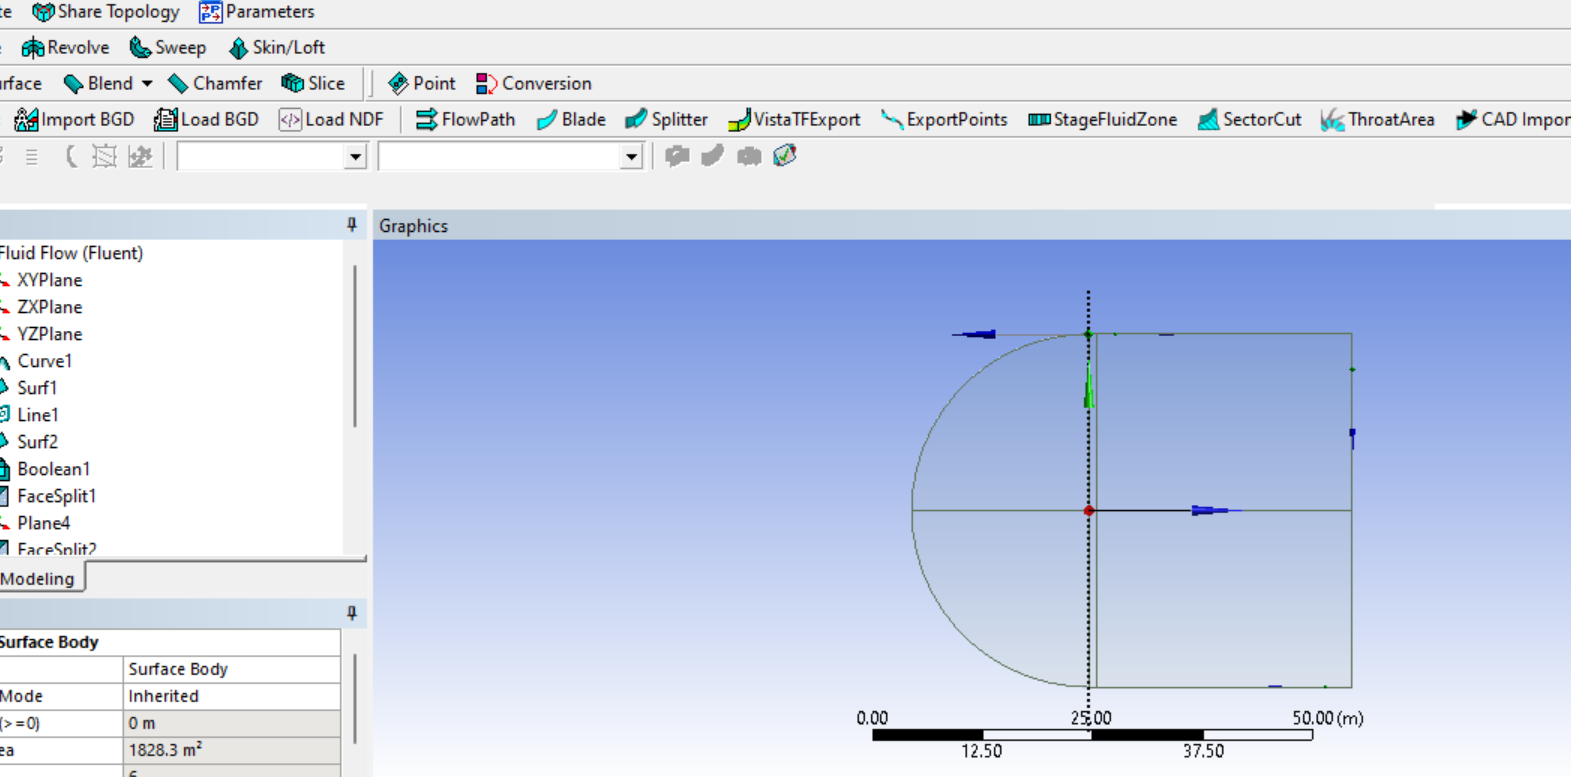 te Share Topology Parameters
Revolve Sweep Skin/Loft
urface Blend Chamfer Slice Point Conversion
Import BGD Load BGD Load NDF FlowPath Blade Splitter VistaTFExport ExportPoints StageFluidZone SectorCut ThroatArea CAD Impor
Graphics
Fluid Flow (Fluent)
XYPlane
ZXPlane
YZPlane
Curve1
Surf1
Line1
Surf2
Boolean1
FaceSplit1
Plane4
FaceSplit2
Modeling
Surface Body
Surface Body
Mode Inherited
(>=0) 0 m
ea 1828.3 m²
6
0.00 25.00 50.00 (m)
12.50 37.50